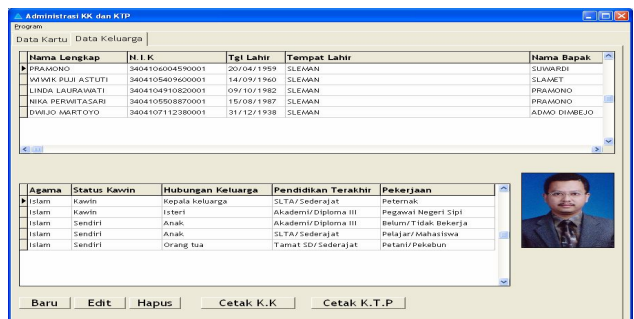 Administrasi KK dan KTP
Program
Data Kartu Data Keluarga
Nama Lengkap N.I.K Tgl Lahir Tempat Lahir Nama Bapak
PRAMONO 3404106004590001 20/04/1959 SLEMAN SUWARDI
WIWIK PUJI ASTUTI 3404105409600001 14/09/1960 SLEMAN SLAMET
LINDA LAURAWATI 3404104910820001 09/10/1982 SLEMAN PRAMONO
NIKA PERWITASARI 3404105508870001 15/08/1987 SLEMAN PRAMONO
DWIJO MARTOYO 3404107112380001 31/12/1938 SLEMAN ADMO DIMBEJO
Agama Status Kawin Hubungan Keluarga Pendidikan Terakhir Pekerjaan
Islam Kawin Kepala keluarga SLTA/Sederajat Peternak
Islam Kawin Isteri Akademi/Diploma III Pegawai Negeri Sipi
Islam Sendiri Anak Akademi/Diploma III Belum/Tidak Bekerja
Islam Sendiri Anak SLTA/Sederajat Pelajar/Mahasiswa
Islam Sendiri Orang tua Tamat SD/Sederajat Petani/Pekebun
Baru Edit Hapus Cetak K.K Cetak K.T.P